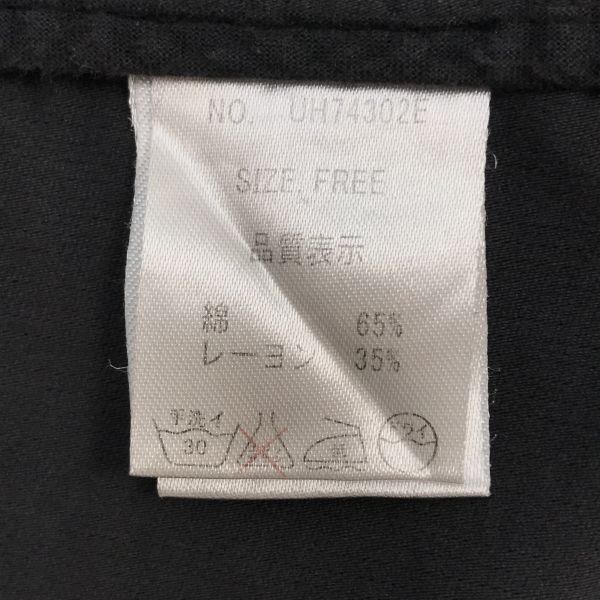 NO. UH74302E
SIZE. FREE
品質表示
綿 65%
レーヨン 35%
手洗イ
30
ドライ